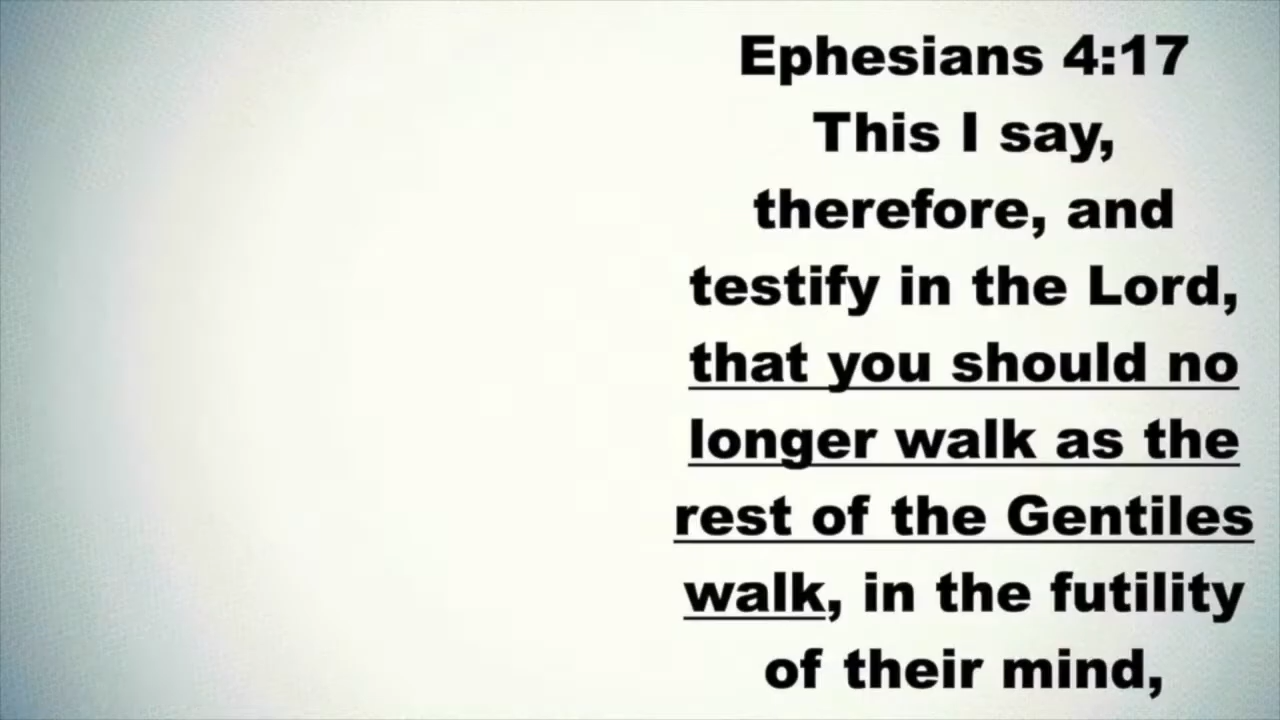 Ephesians 4:17
This I say,
therefore, and
testify in the Lord,
that you should no
longer walk as the
rest of the Gentiles
walk, in the futility
of their mind,